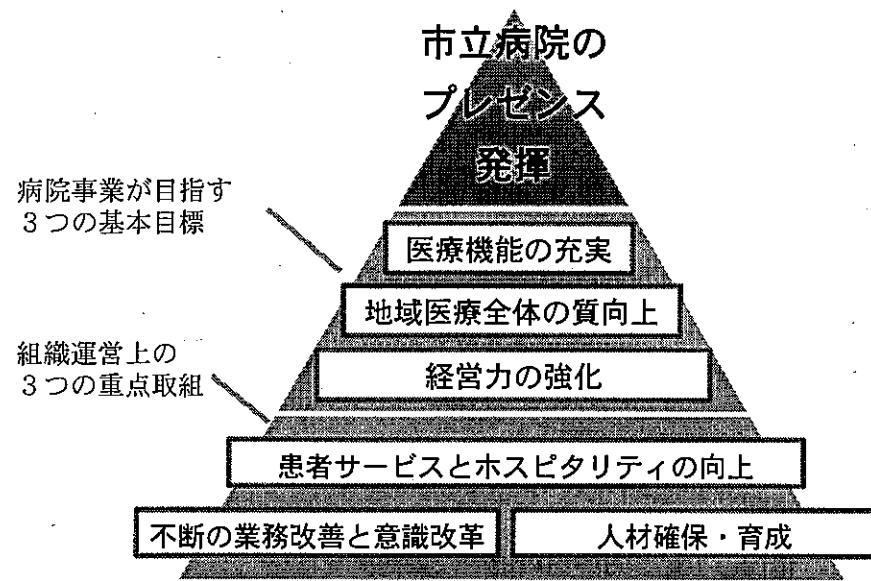 市立病院の
プレゼンス
発揮
病院事業が目指す
３つの基本目標
医療機能の充実
地域医療全体の質向上
経営力の強化
組織運営上の
３つの重点取組
患者サービスとホスピタリティの向上
不断の業務改善と意識改革
人材確保・育成